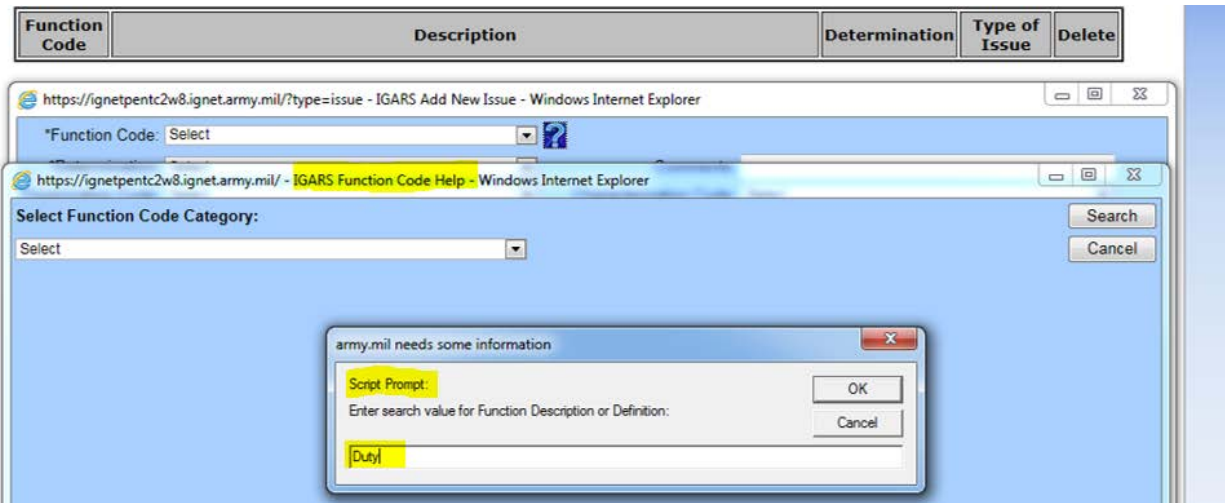 Function Code Description Determination Type of Issue Delete
https://ignetpentc2w8.ignet.army.mil/?type=issue - IGARS Add New Issue - Windows Internet Explorer
*Function Code: Select
https://ignetpentc2w8.ignet.army.mil/ - IGARS Function Code Help - Windows Internet Explorer
Select Function Code Category:
Search
Select
Cancel
army.mil needs some information
Script Prompt:
OK
Enter search value for Function Description or Definition:
Cancel
Duty